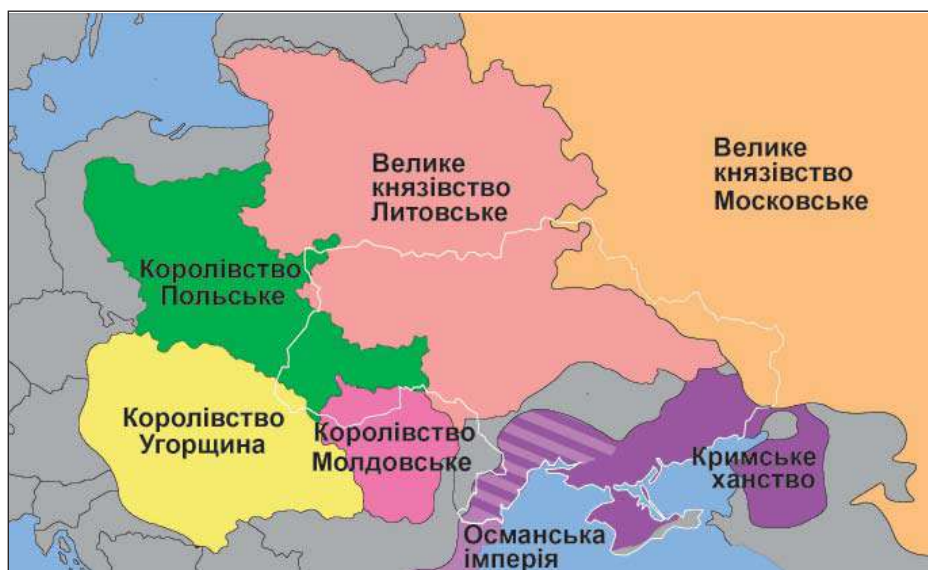 Велике
князівство
Литовське
Велике
князівство
Московське
Королівство
Польське
Королівство
Угорщина
Королівство
Молдовське
Кримське
ханство
Османська
імперія